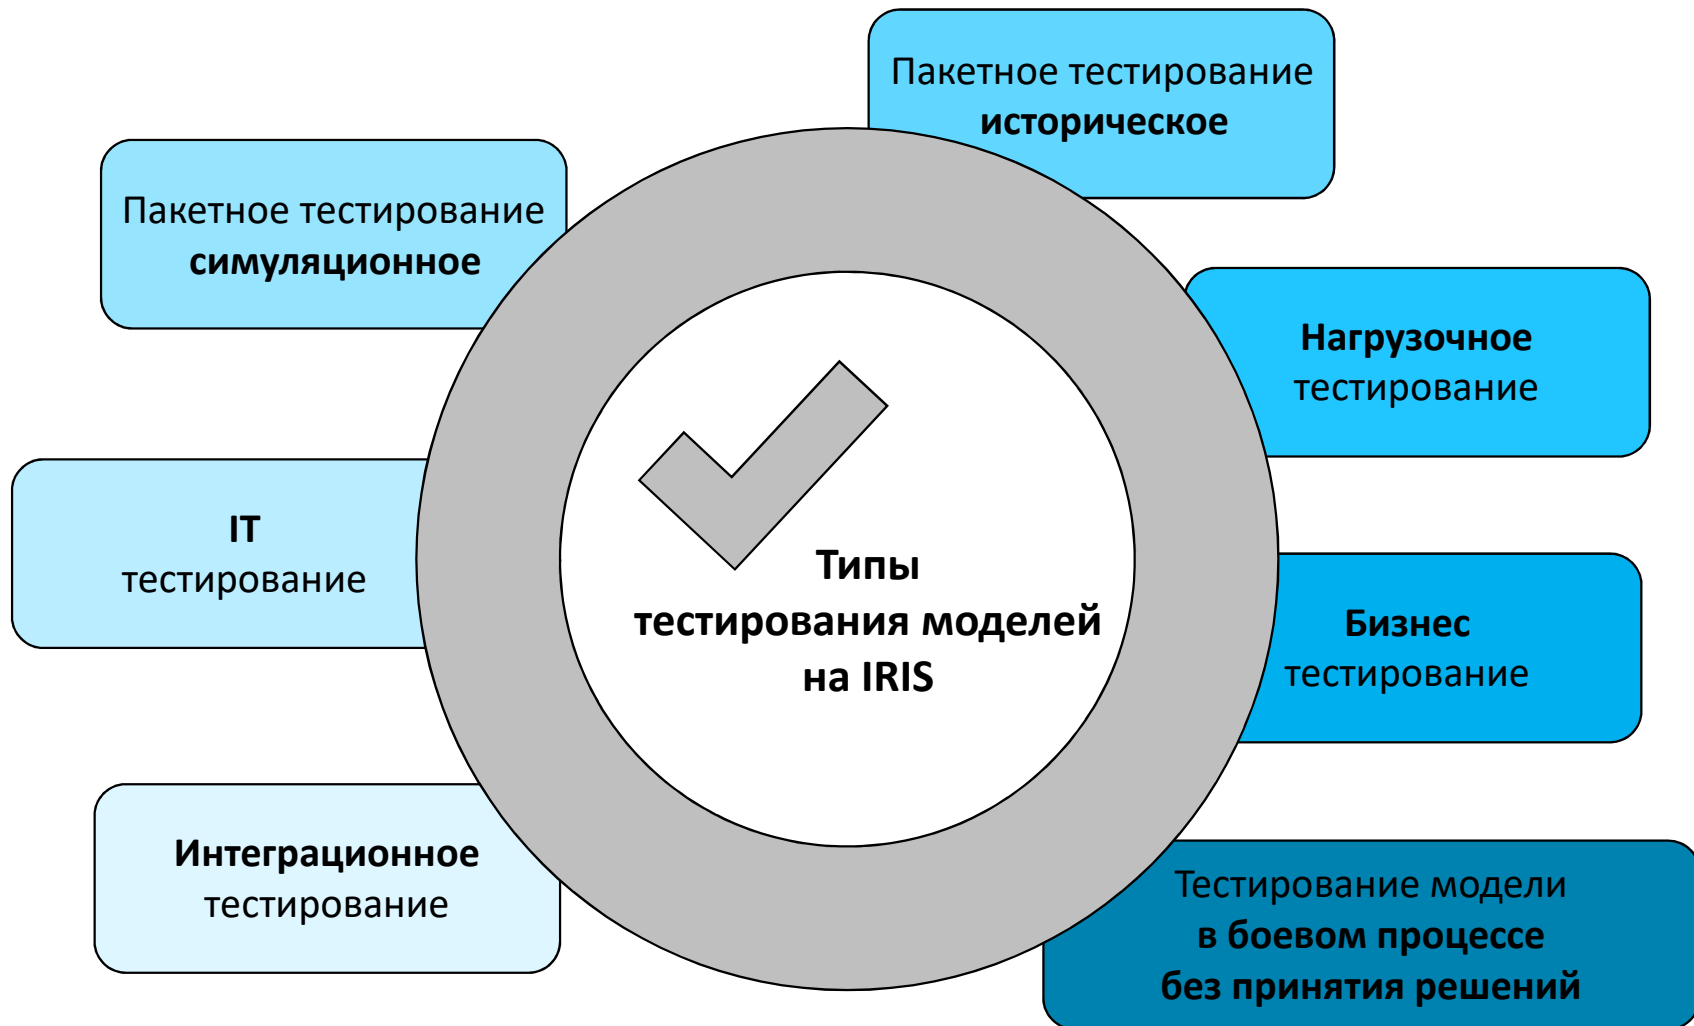 Пакетное тестирование
историческое
Пакетное тестирование
симуляционное
Нагрузочное
тестирование
IT
тестирование
Типы
тестирования моделей
на IRIS
Бизнес
тестирование
Интеграционное
тестирование
Тестирование модели
в боевом процессе
без принятия решений